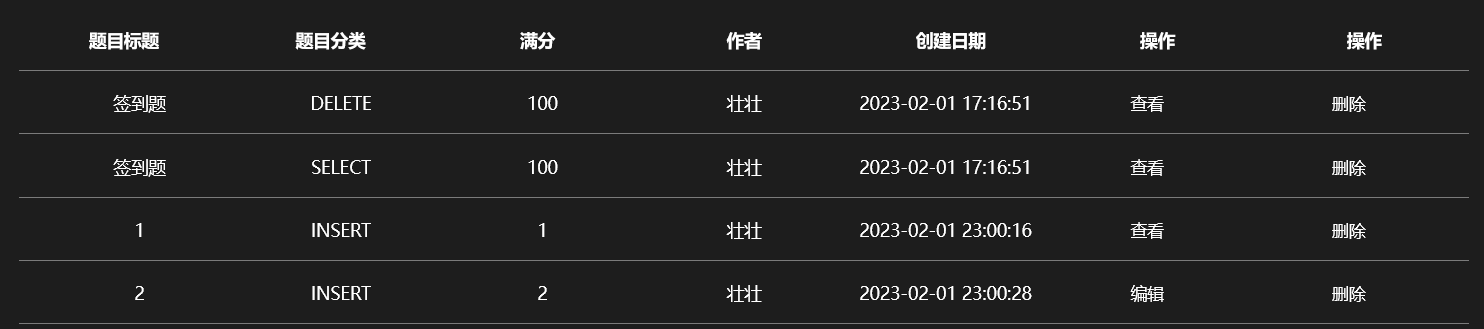 题目标题 题目分类 满分 作者 创建日期 操作 操作
签到题 DELETE 100 壮壮 2023-02-01 17:16:51 查看 删除
签到题 SELECT 100 壮壮 2023-02-01 17:16:51 查看 删除
1 INSERT 1 壮壮 2023-02-01 23:00:16 查看 删除
2 INSERT 2 壮壮 2023-02-01 23:00:28 编辑 删除